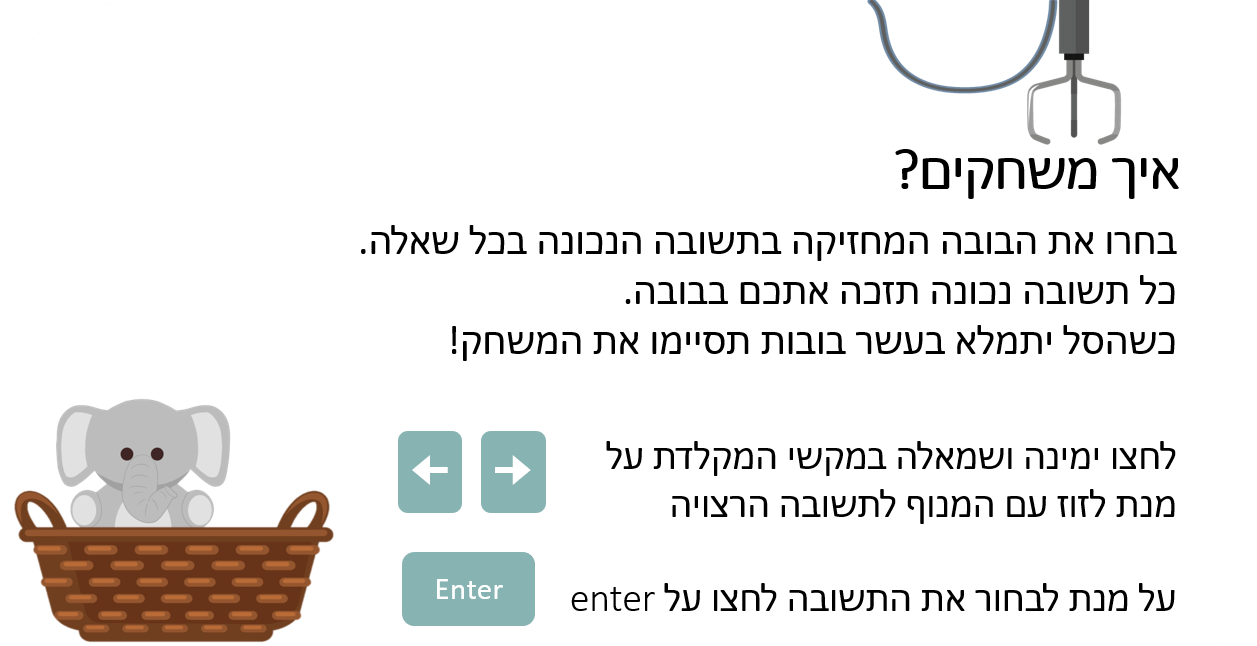 איך משחקים?
בחרו את הבובה המחזיקה בתשובה הנכונה בכל שאלה.
כל תשובה נכונה תזכה אתכם בבובה.
כשהסל יתמלא בעשר בובות תסיימו את המשחק!
לחצו ימינה ושמאלה במקשי המקלדת על
מנת לזוז עם המנוף לתשובה הרצויה
על מנת לבחור את התשובה לחצו על enter
Enter